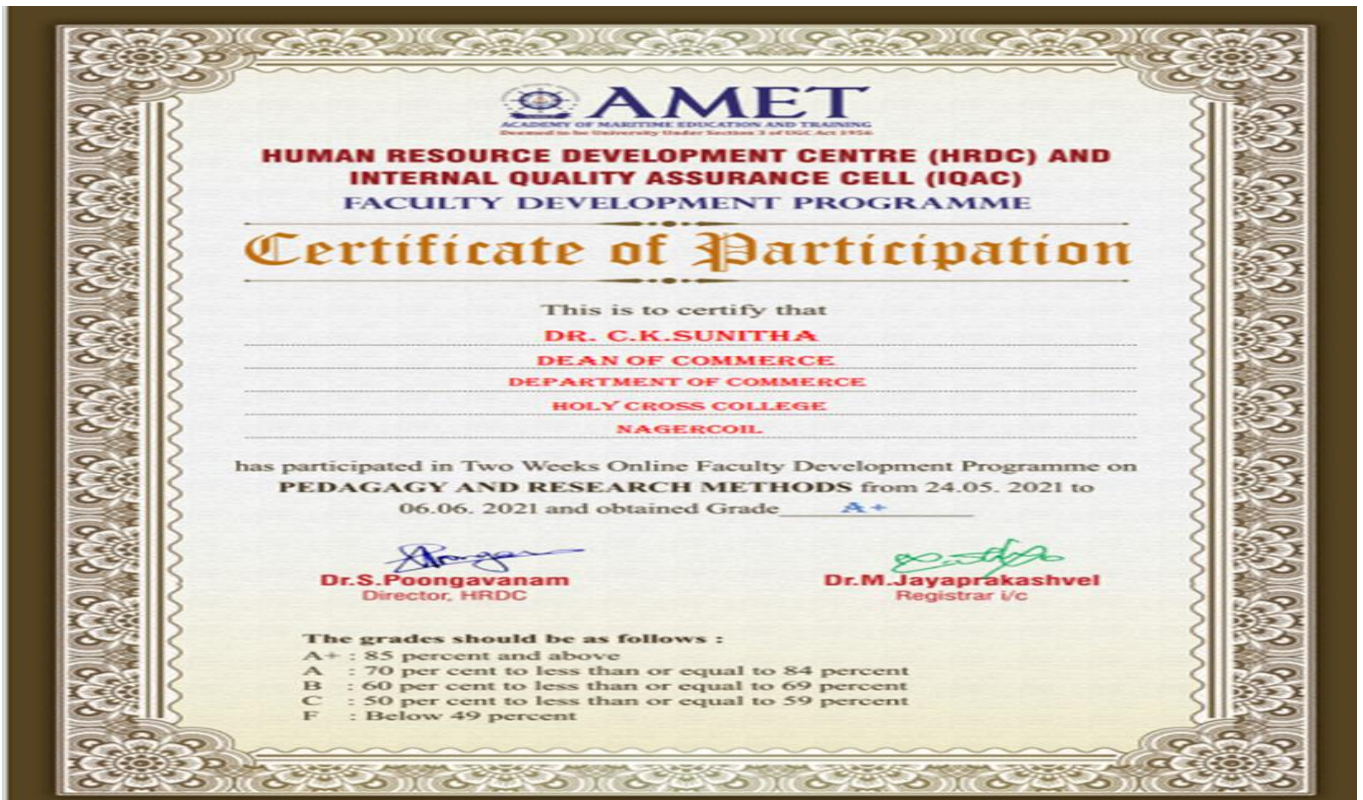 AMET
ACADEMY OF MARITIME EDUCATION AND TRAINING
Deemed to be University Under Section 3 of UGC Act 1956
HUMAN RESOURCE DEVELOPMENT CENTRE (HRDC) AND
INTERNAL QUALITY ASSURANCE CELL (IQAC)
FACULTY DEVELOPMENT PROGRAMME
Certificate of Participation
This is to certify that
DR. C.K.SUNITHA
DEAN OF COMMERCE
DEPARTMENT OF COMMERCE
HOLY CROSS COLLEGE
NAGERCOIL
has participated in Two Weeks Online Faculty Development Programme on
PEDAGAGY AND RESEARCH METHODS from 24.05. 2021 to
06.06. 2021 and obtained Grade A+
Dr.S.Poongavanam Dr.M.Jayaprakashvel
Director, HRDC Registrar i/c
The grades should be as follows :
A+ : 85 percent and above
A : 70 per cent to less than or equal to 84 percent
B : 60 per cent to less than or equal to 69 percent
C : 50 per cent to less than or equal to 59 percent
F : Below 49 percent